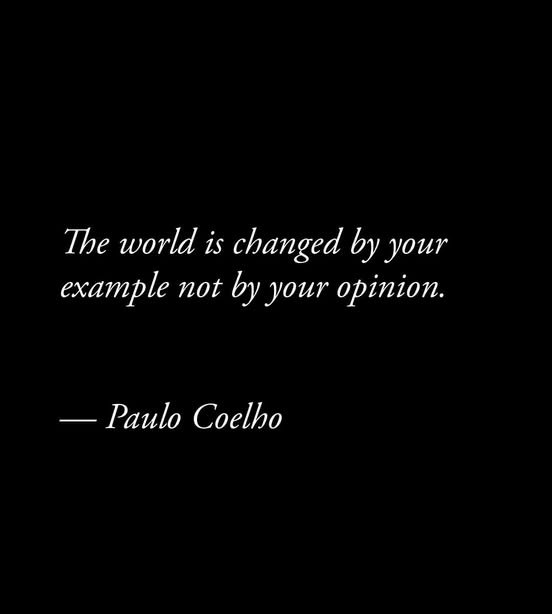 The world is changed by your
example not by your opinion.
— Paulo Coelho